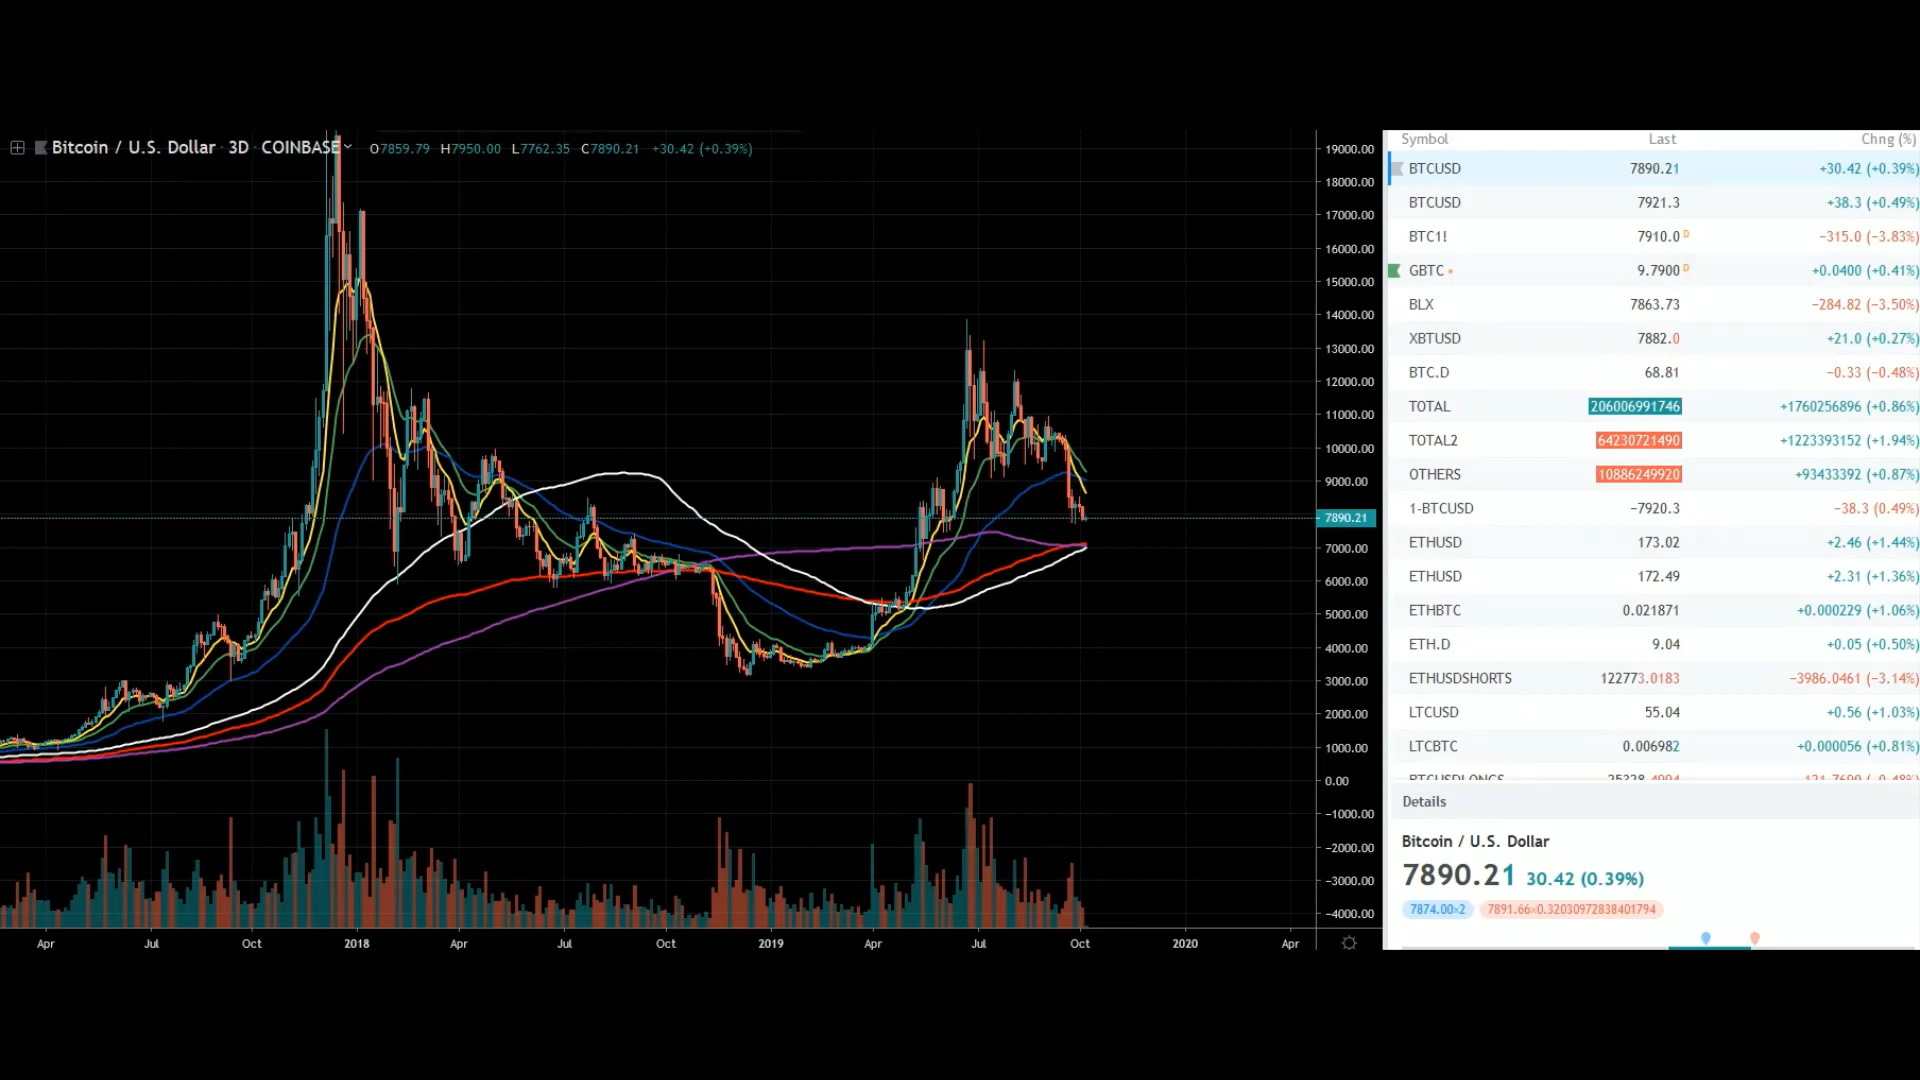 Bitcoin / U.S. Dollar 3D COINBASE O7859.79 H7950.00 L7762.35 C7890.21 +30.42 (+0.39%)
19000.00
18000.00
17000.00
16000.00
15000.00
14000.00
13000.00
12000.00
11000.00
10000.00
9000.00
7890.21
7000.00
6000.00
5000.00
4000.00
3000.00
2000.00
1000.00
0.00
−1000.00
−2000.00
−3000.00
−4000.00
Apr Jul Oct 2018 Apr Jul Oct 2019 Apr Jul Oct 2020 Apr
Symbol Last Chng (%)
BTCUSD 7890.21 +30.42 (+0.39%)
BTCUSD 7921.3 +38.3 (+0.49%)
BTC1! 7910.0 D −315.0 (−3.83%)
GBTC 9.7900 D +0.0400 (+0.41%)
BLX 7863.73 −284.82 (−3.50%)
XBTUSD 7882.0 +21.0 (+0.27%)
BTC.D 68.81 −0.33 (−0.48%)
TOTAL 206006991746 +1760256896 (+0.86%)
TOTAL2 64230721490 +1223393152 (+1.94%)
OTHERS 10886249920 +93433392 (+0.87%)
1-BTCUSD −7920.3 −38.3 (0.49%)
ETHUSD 173.02 +2.46 (+1.44%)
ETHUSD 172.49 +2.31 (+1.36%)
ETHBTC 0.021871 +0.000229 (+1.06%)
ETH.D 9.04 +0.05 (+0.50%)
ETHUSDSHORTS 122773.0183 −3986.0461 (−3.14%)
LTCUSD 55.04 +0.56 (+1.03%)
LTCBTC 0.006982 +0.000056 (+0.81%)
BTCUSDLONGS
Details
Bitcoin / U.S. Dollar
7890.21 30.42 (0.39%)
7874.00×2 7891.66×0.32030972838401794